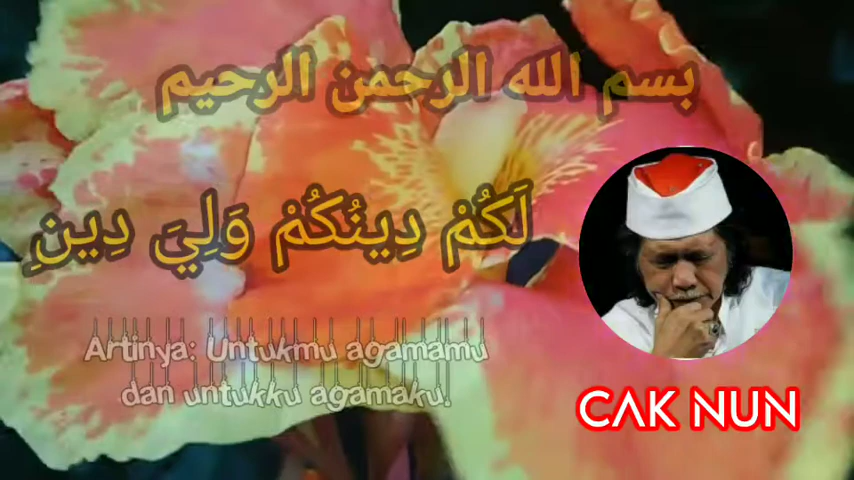 بسم الله الرحمن الرحيم
لَكُمْ دِينُكُمْ وَلِيَ دِينِ
Artinya: Untukmu agamamu
dan untukku agamaku.
CAK NUN